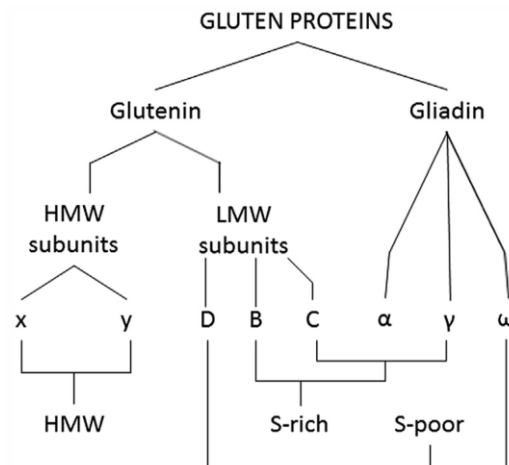 GLUTEN PROTEINS
Glutenin Gliadin
HMW LMW
subunits subunits
x y D B C α γ ω
HMW S-rich S-poor